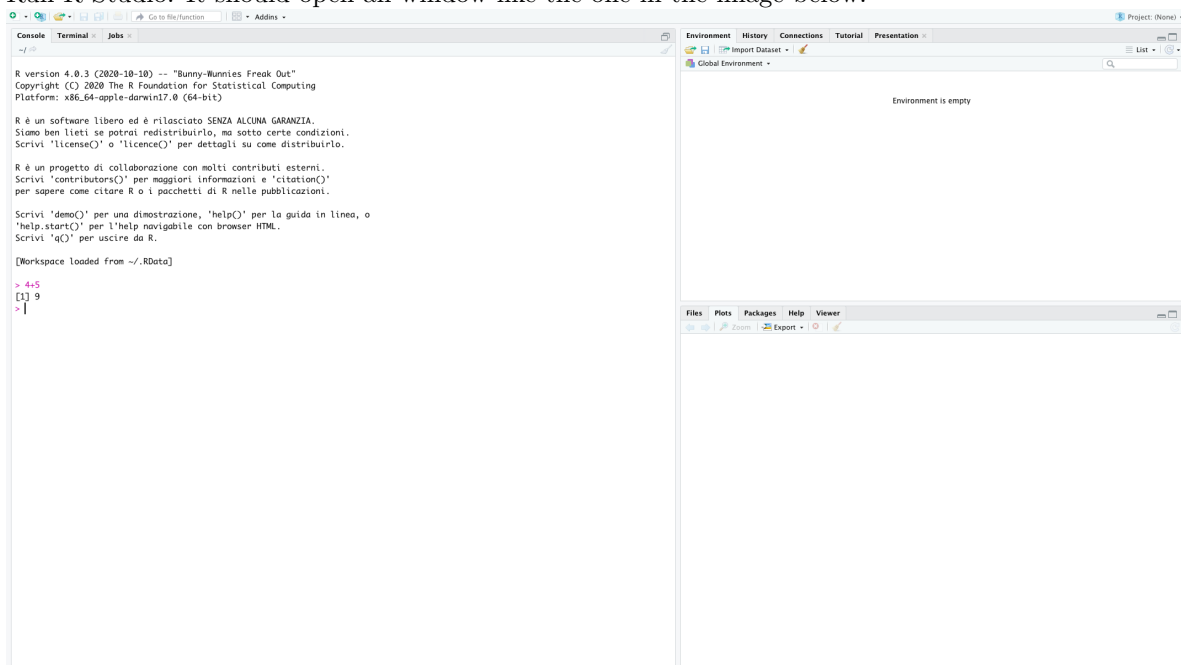 Run R Studio. It should open an window like the one in the image below.
Go to file/function Addins Project: (None)
Console Terminal Jobs
~/
R version 4.0.3 (2020-10-10) -- "Bunny-Wunnies Freak Out"
Copyright (C) 2020 The R Foundation for Statistical Computing
Platform: x86_64-apple-darwin17.0 (64-bit)
R è un software libero ed è rilasciato SENZA ALCUNA GARANZIA.
Siamo ben lieti se potrai redistribuirlo, ma sotto certe condizioni.
Scrivi 'license()' o 'licence()' per dettagli su come distribuirlo.
R è un progetto di collaborazione con molti contributi esterni.
Scrivi 'contributors()' per maggiori informazioni e 'citation()'
per sapere come citare R o i pacchetti di R nelle pubblicazioni.
Scrivi 'demo()' per una dimostrazione, 'help()' per la guida in linea, o
'help.start()' per l'help navigabile con browser HTML.
Scrivi 'q()' per uscire da R.
[Workspace loaded from ~/.RData]
> 4+5
[1] 9
>
Environment History Connections Tutorial Presentation
Import Dataset List
Global Environment
Environment is empty
Files Plots Packages Help Viewer
Zoom Export